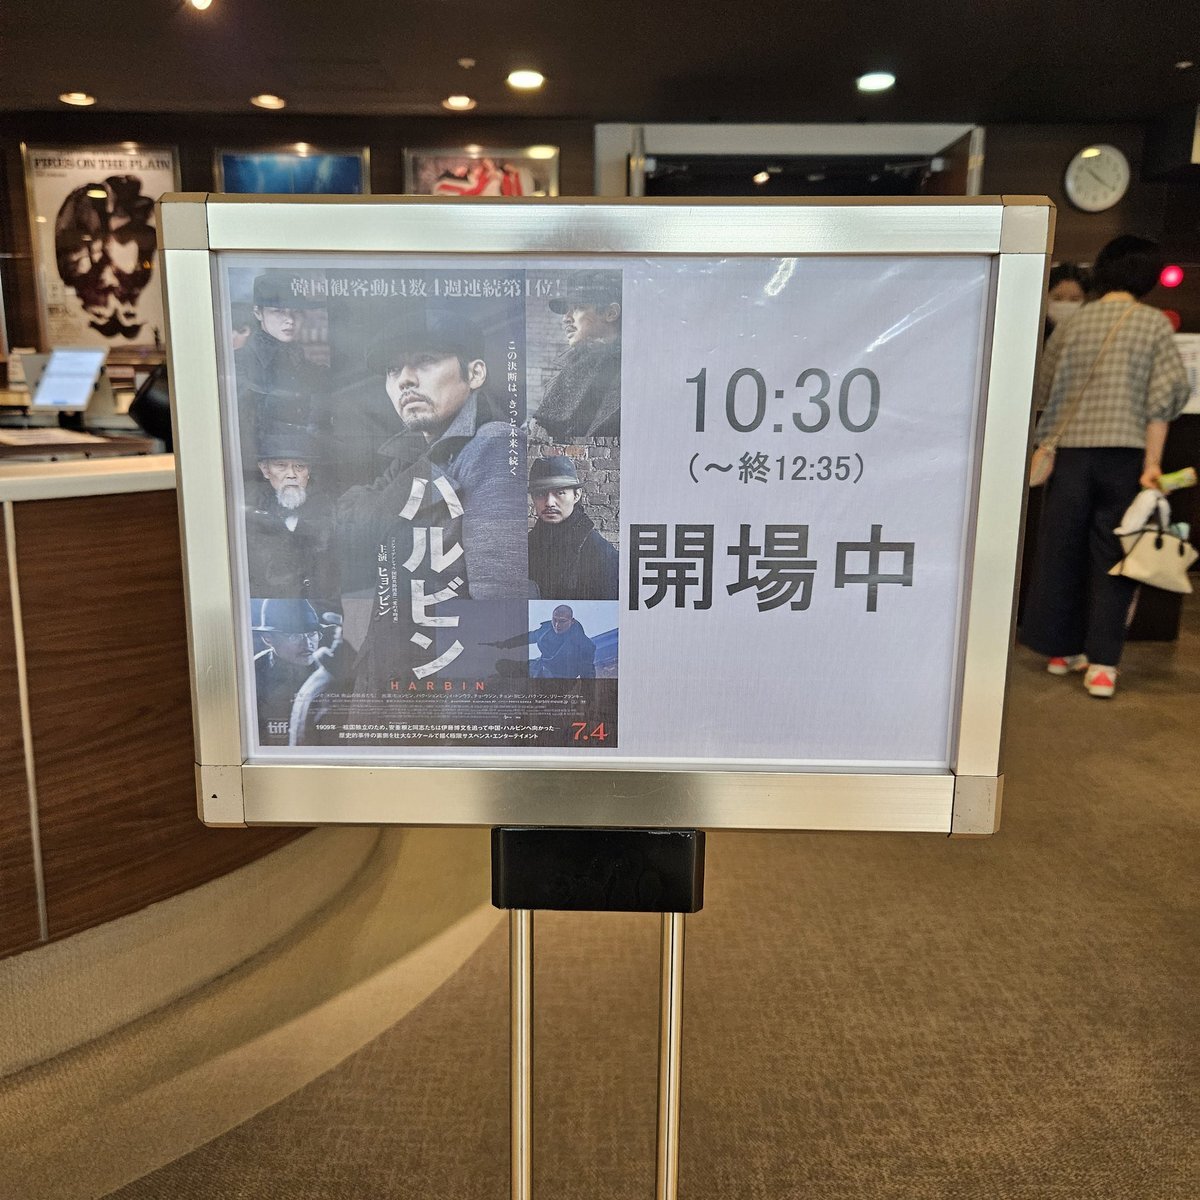 FIRES ON THE PLAIN
韓国観客動員数4週連続第1位!
この決断は、きっと未来へ続く
ハルビン
主演 ヒョンビン
HARBIN
tiff
1909年—祖国独立のため、安重根と同志たちは伊藤博文を追って中国・ハルビンへ向かった—
歴史的事件の裏側を壮大なスケールで描く極限サスペンス・エンターテイメント
7.4
10:30
(～終12:35)
開場中